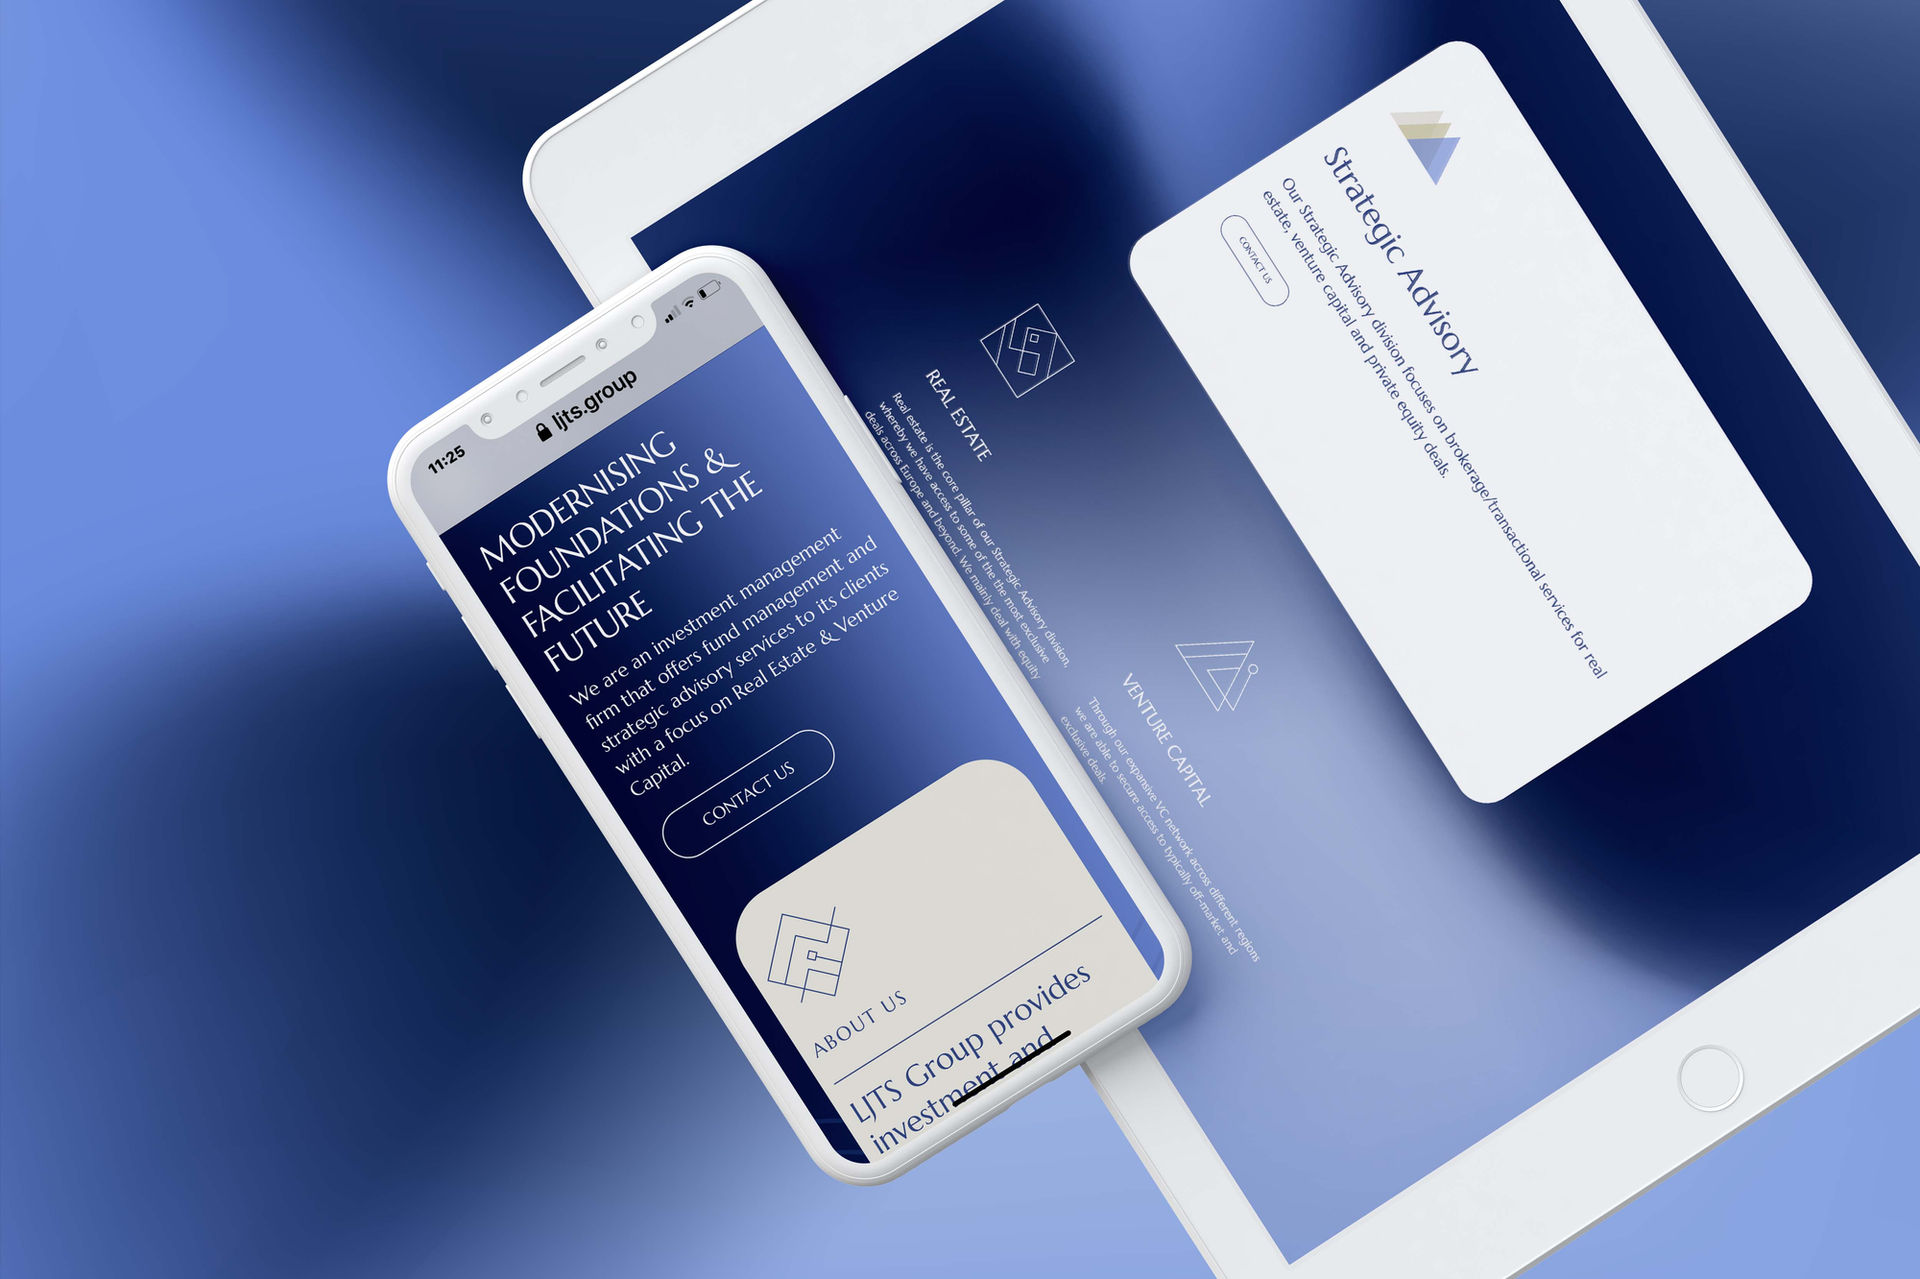 11:25
ljts.group
MODERNISING
FOUNDATIONS &
FACILITATING THE
FUTURE
We are an investment management
firm that offers fund management and
strategic advisory services to its clients
with a focus on Real Estate & Venture
Capital.
CONTACT US
ABOUT US
LJTS Group provides
investment and
Strategic Advisory
Our Strategic Advisory division focuses on brokerage/transactional services for real
estate, venture capital and private equity deals.
CONTACT US
REAL ESTATE
Real estate is the core pillar of our Strategic Advisory division,
whereby we have access to some of the the most exclusive
deals across Europe and beyond. We mainly deal with equity
VENTURE CAPITAL
Through our expansive VC network across different regions
we are able to secure access to typically off-market and
exclusive deals.